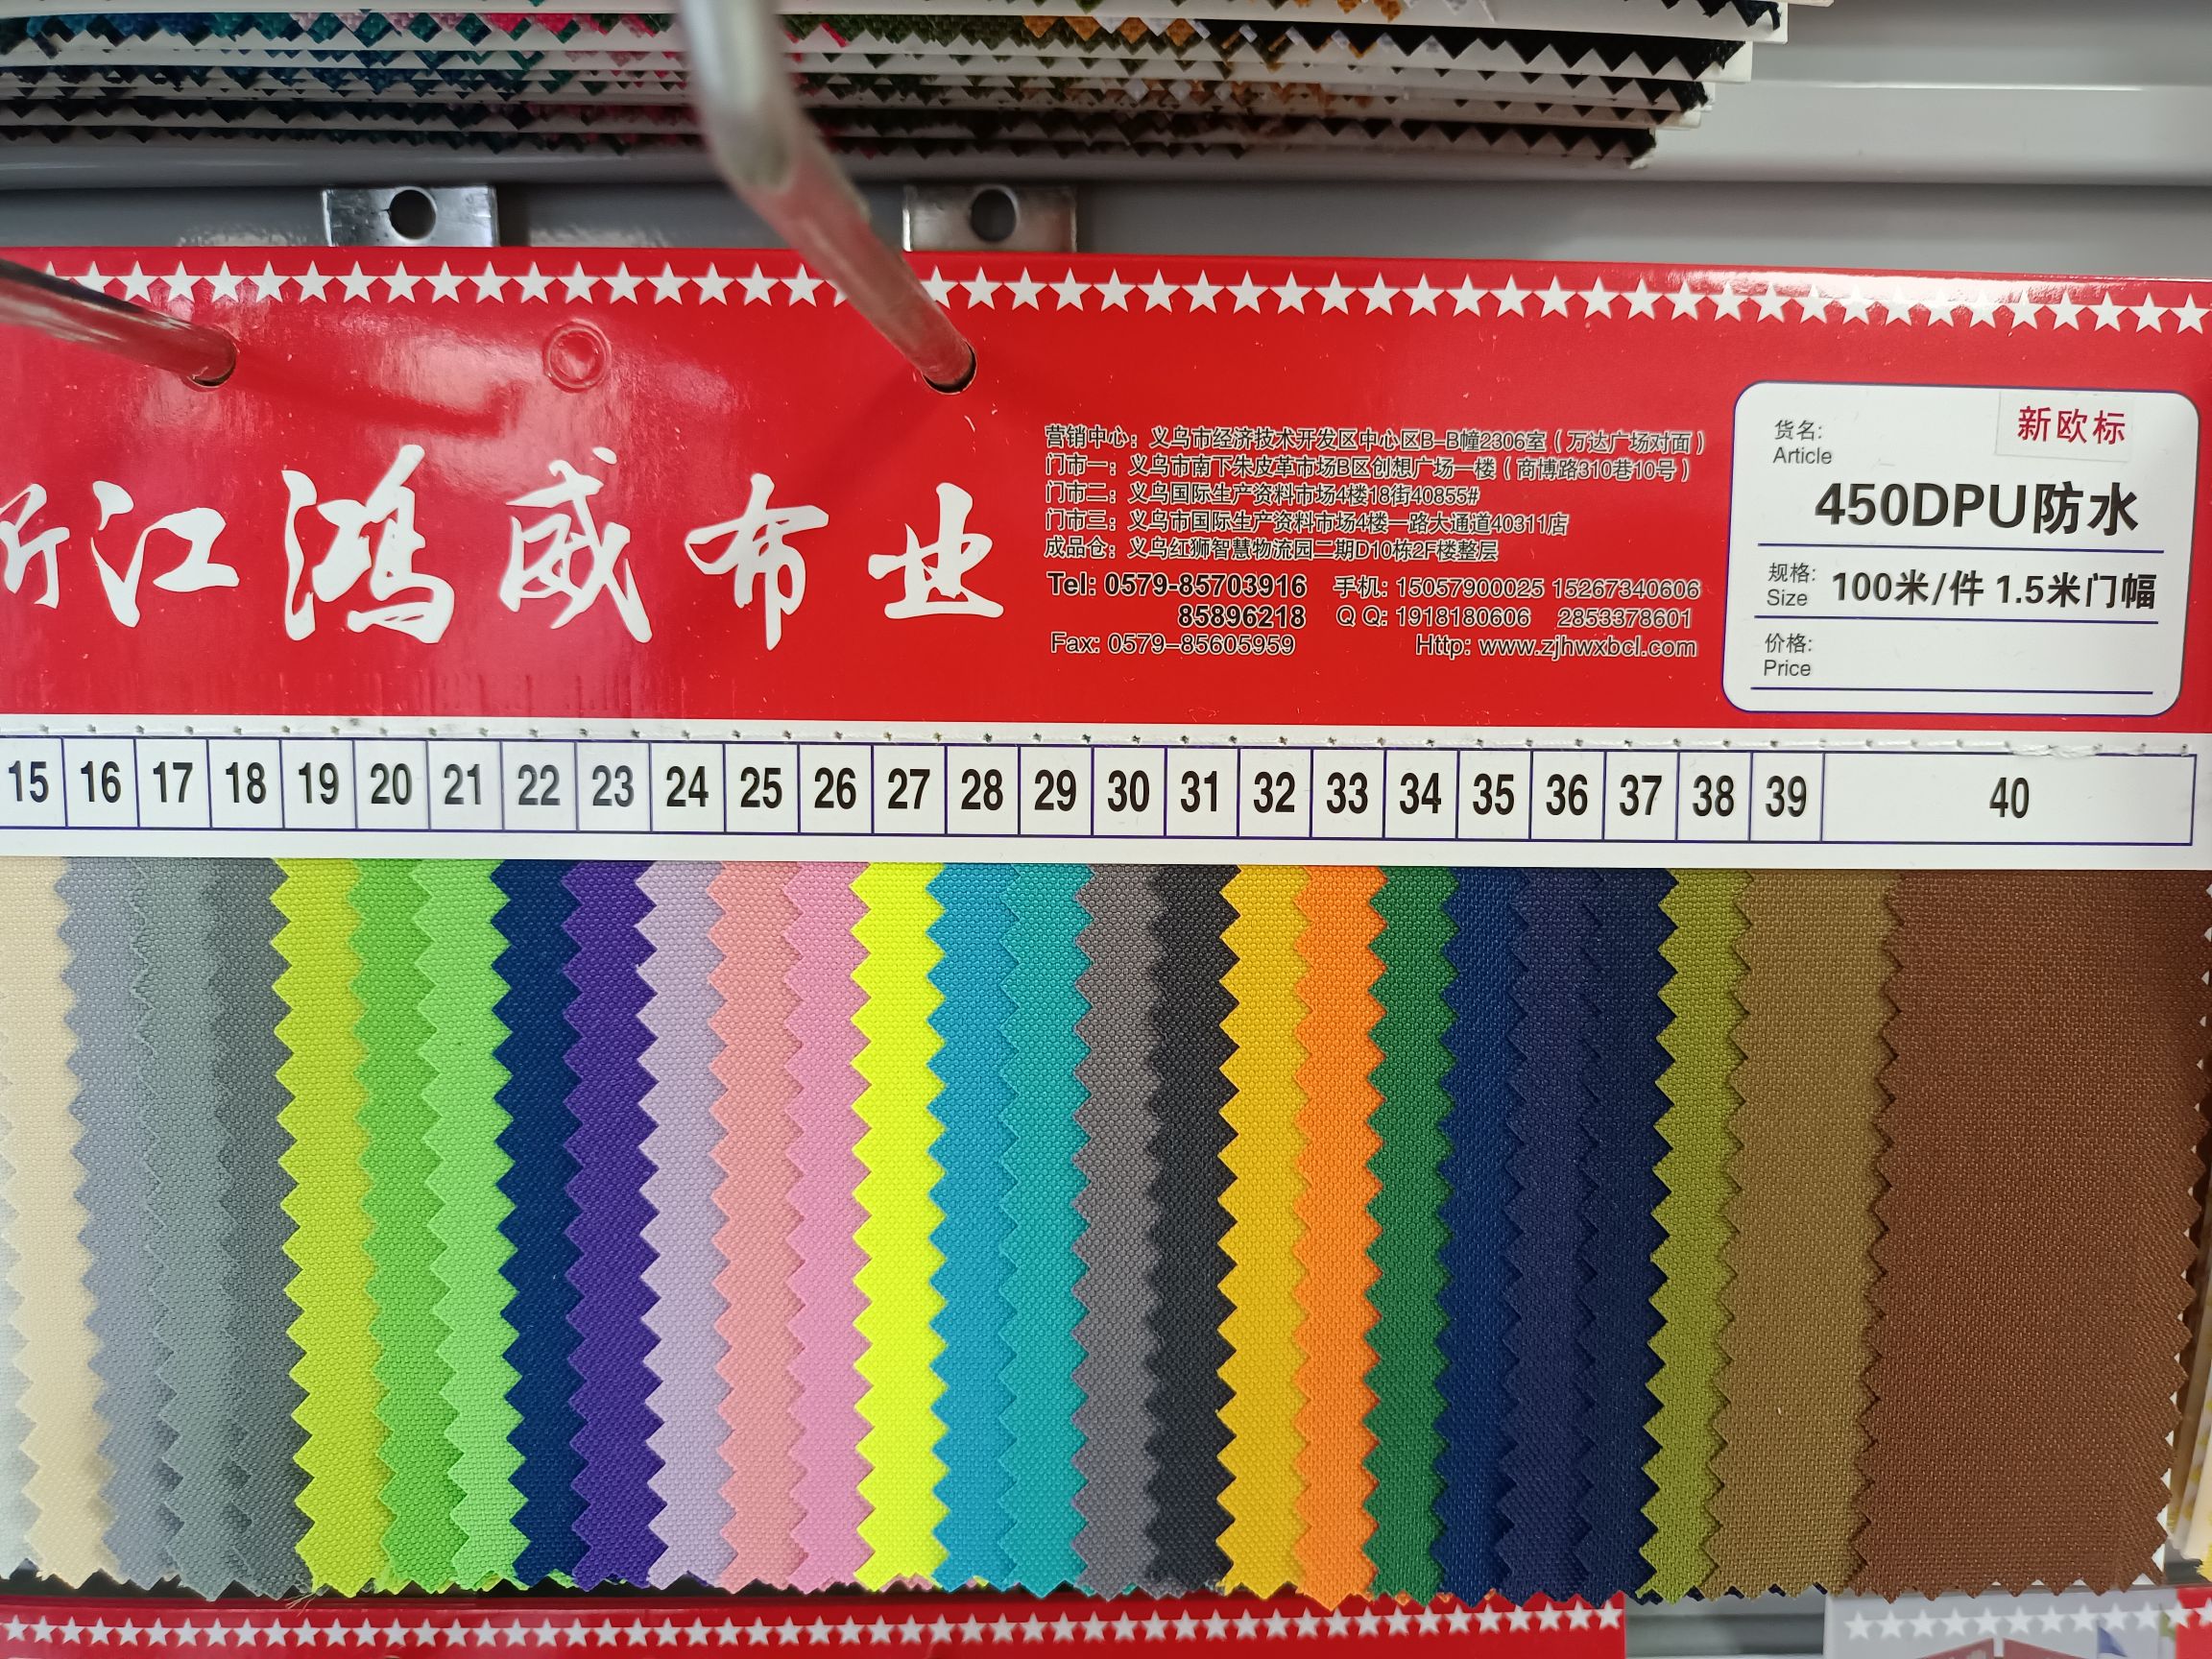 浙江鸿威布业
营销中心：义乌市经济技术开发区中心区B-B幢2306室（万达广场对面）
门市一：义乌市南下朱皮革市场B区创想广场一楼（商博路310巷10号）
门市二：义乌国际生产资料市场4楼18街40855#
门市三：义乌市国际生产资料市场4楼一路大通道40311店
成品仓：义乌红狮智慧物流园二期D10栋2F楼整层
Tel: 0579-85703916 手机: 15057900025 15267340606
85896218 QQ: 1918180606 2853378601
Fax: 0579-85605959 Http: www.zjhwxbcl.com
新欧标
货名:
Article
450DPU防水
规格:
Size
100米/件 1.5米门幅
价格:
Price
15 16 17 18 19 20 21 22 23 24 25 26 27 28 29 30 31 32 33 34 35 36 37 38 39 40